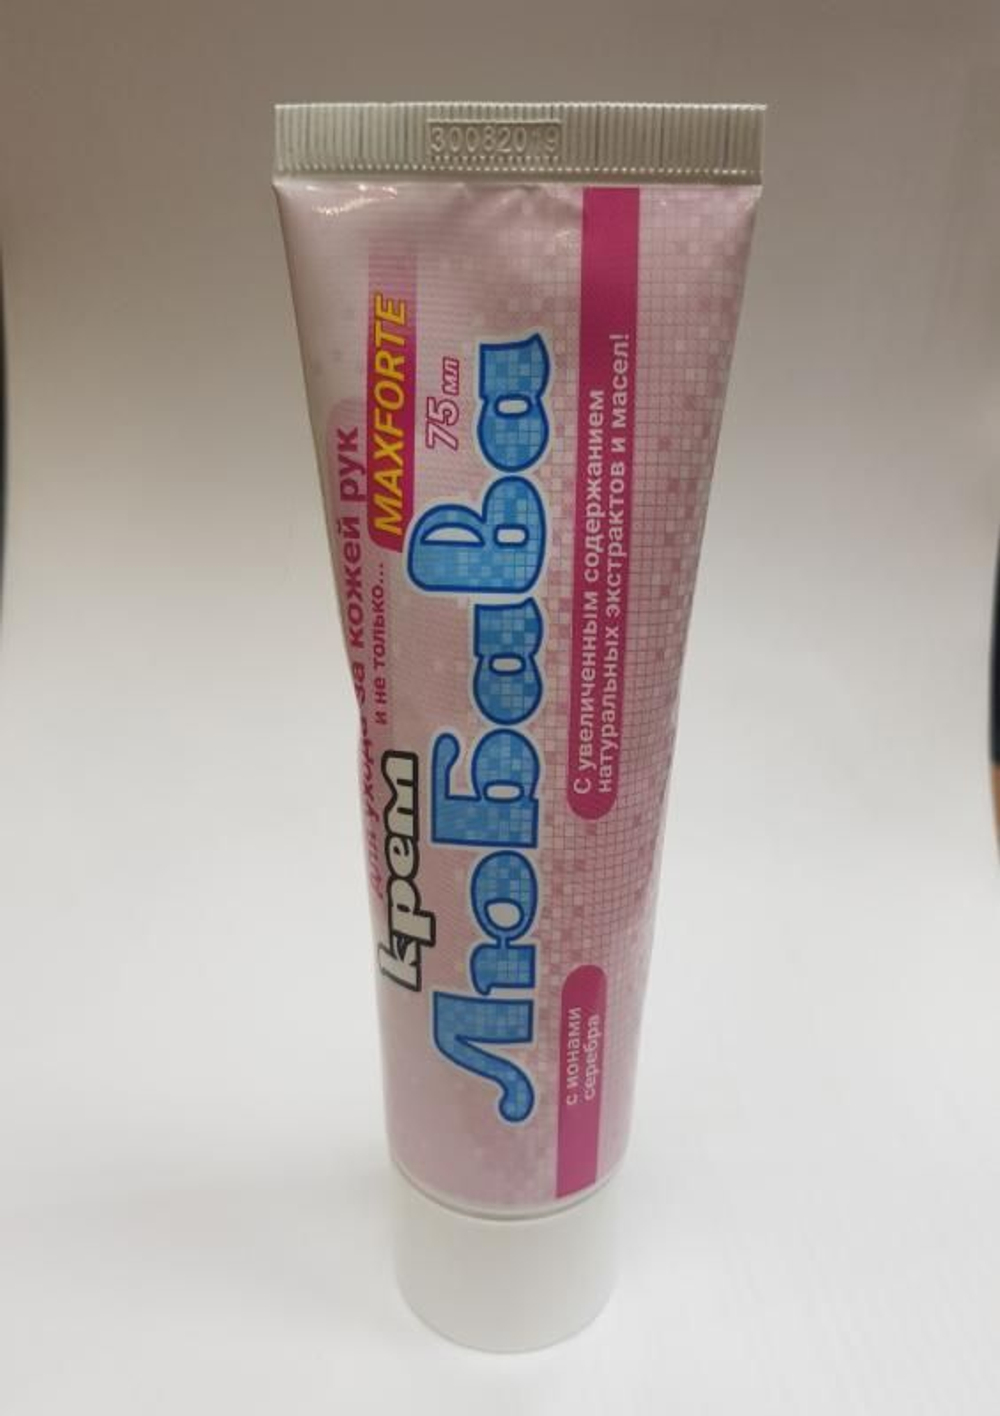 30082019
Для ухода за кожей рук
и не только...
MAXFORTE
75 мл
крем
ЛюБаВа
С увеличенным содержанием
натуральных экстрактов и масел!
с ионами
серебра